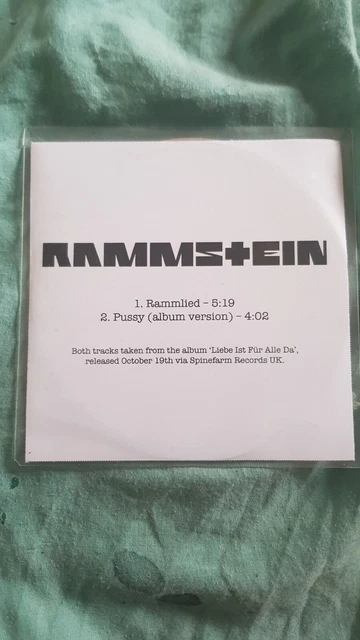 RAMMSTEIN
1. Rammlied – 5:19
2. Pussy (album version) – 4:02
Both tracks taken from the album 'Liebe Ist Für Alle Da',
released October 19th via Spinefarm Records UK.